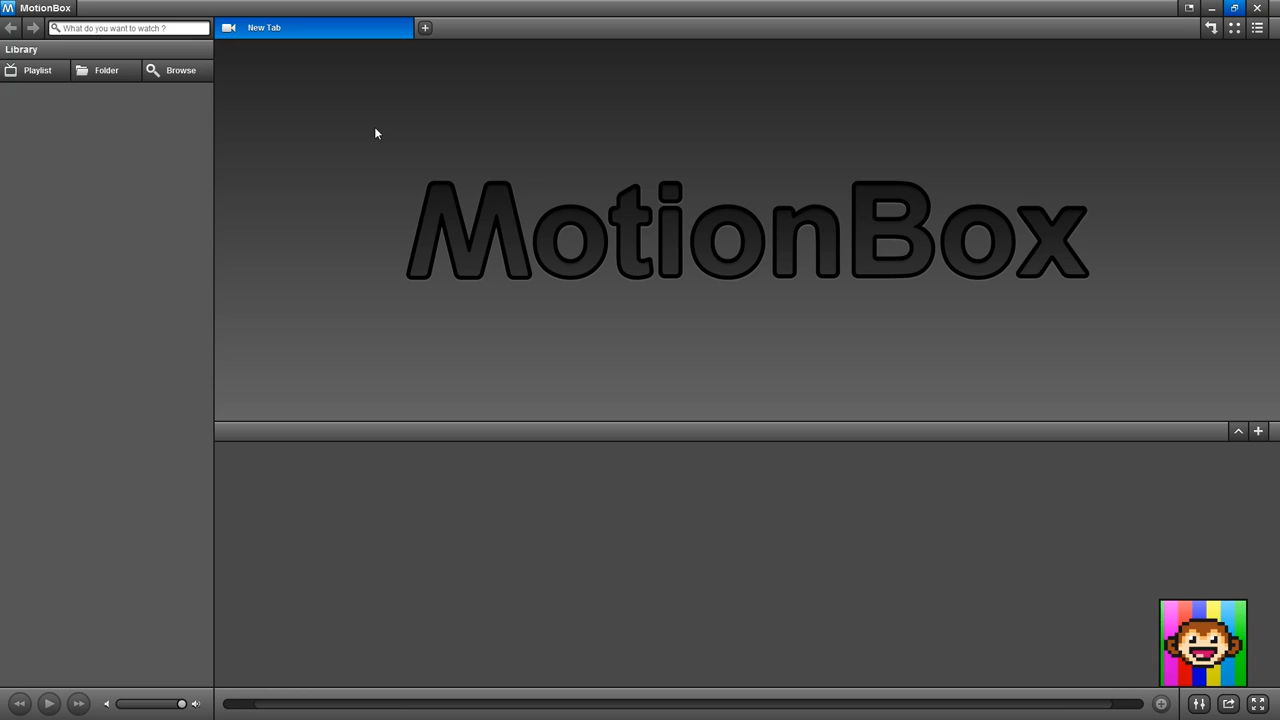 MotionBox
What do you want to watch ?
New Tab
Library
Playlist
Folder
Browse
MotionBox